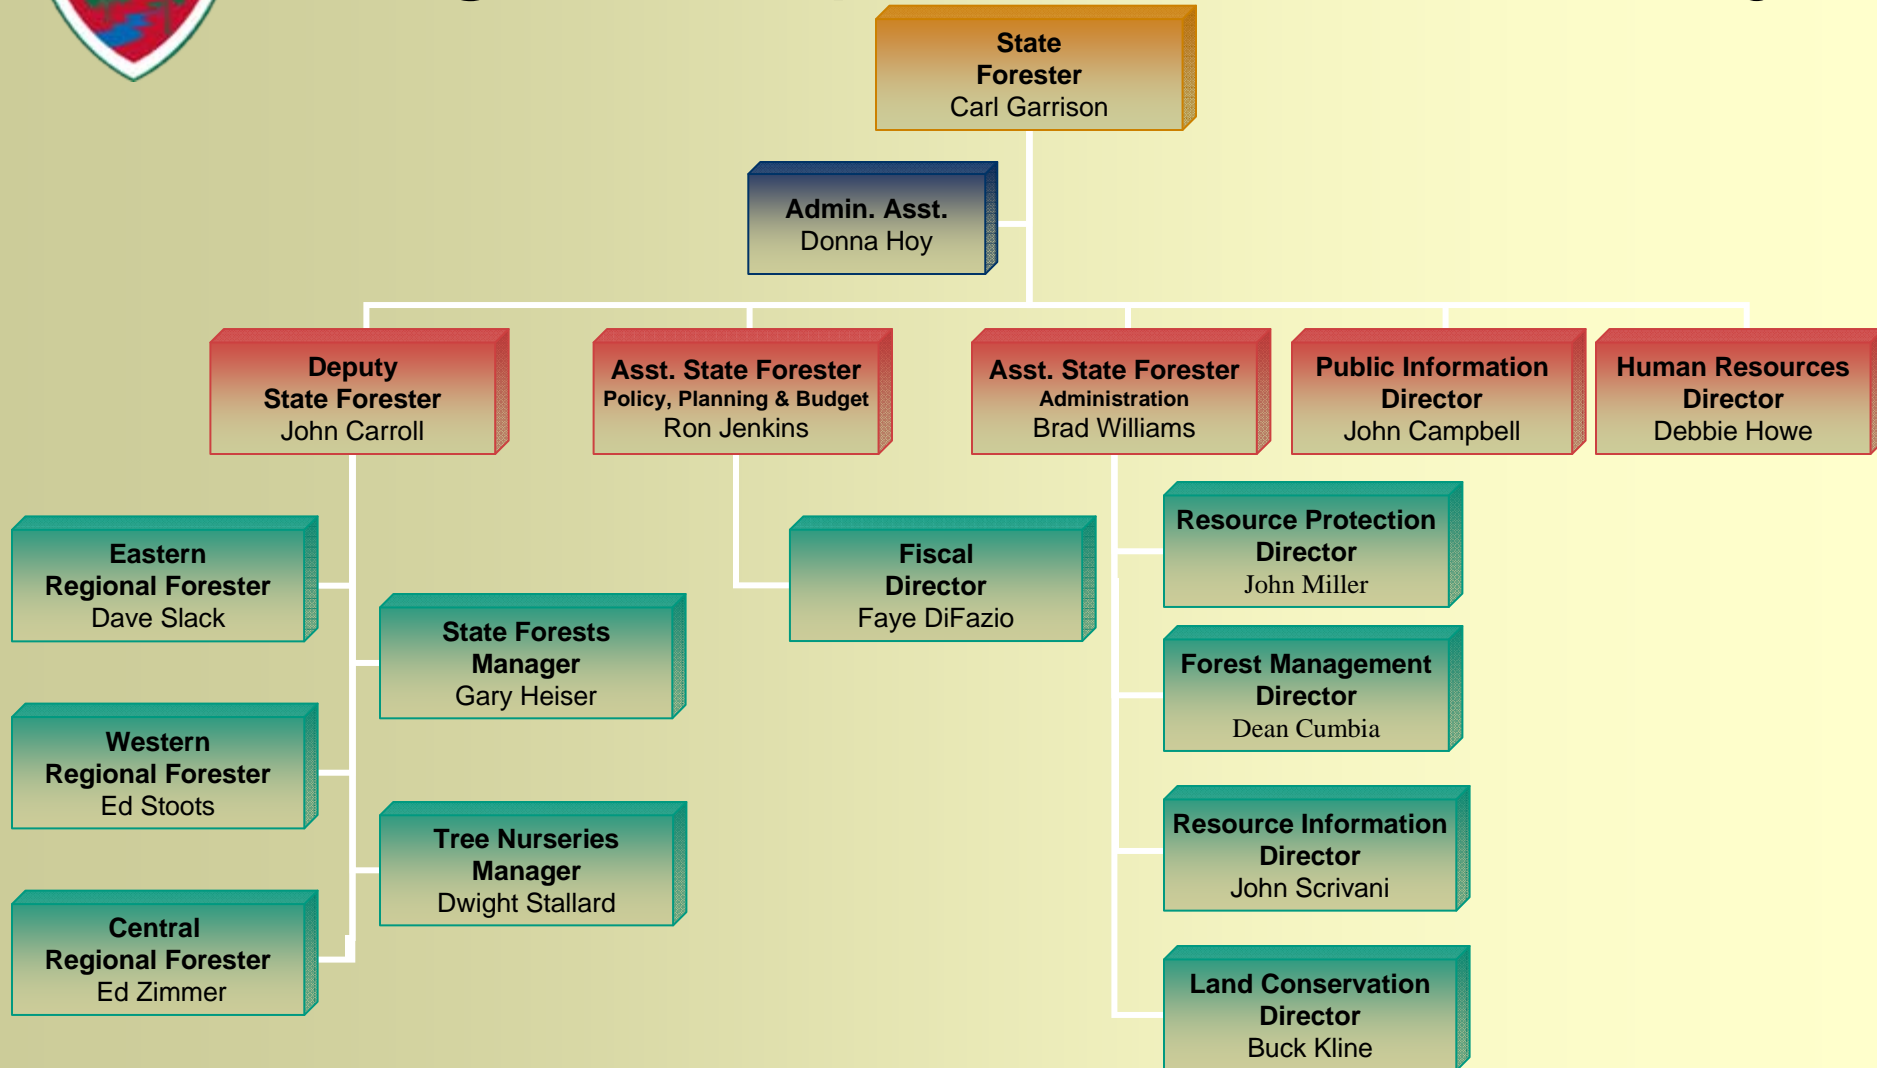 State
Forester
Carl Garrison
Admin. Asst.
Donna Hoy
Deputy
State Forester
John Carroll
Asst. State Forester
Policy, Planning & Budget
Ron Jenkins
Asst. State Forester
Administration
Brad Williams
Public Information
Director
John Campbell
Human Resources
Director
Debbie Howe
Eastern
Regional Forester
Dave Slack
State Forests
Manager
Gary Heiser
Western
Regional Forester
Ed Stoots
Tree Nurseries
Manager
Dwight Stallard
Central
Regional Forester
Ed Zimmer
Fiscal
Director
Faye DiFazio
Resource Protection
Director
John Miller
Forest Management
Director
Dean Cumbia
Resource Information
Director
John Scrivani
Land Conservation
Director
Buck Kline